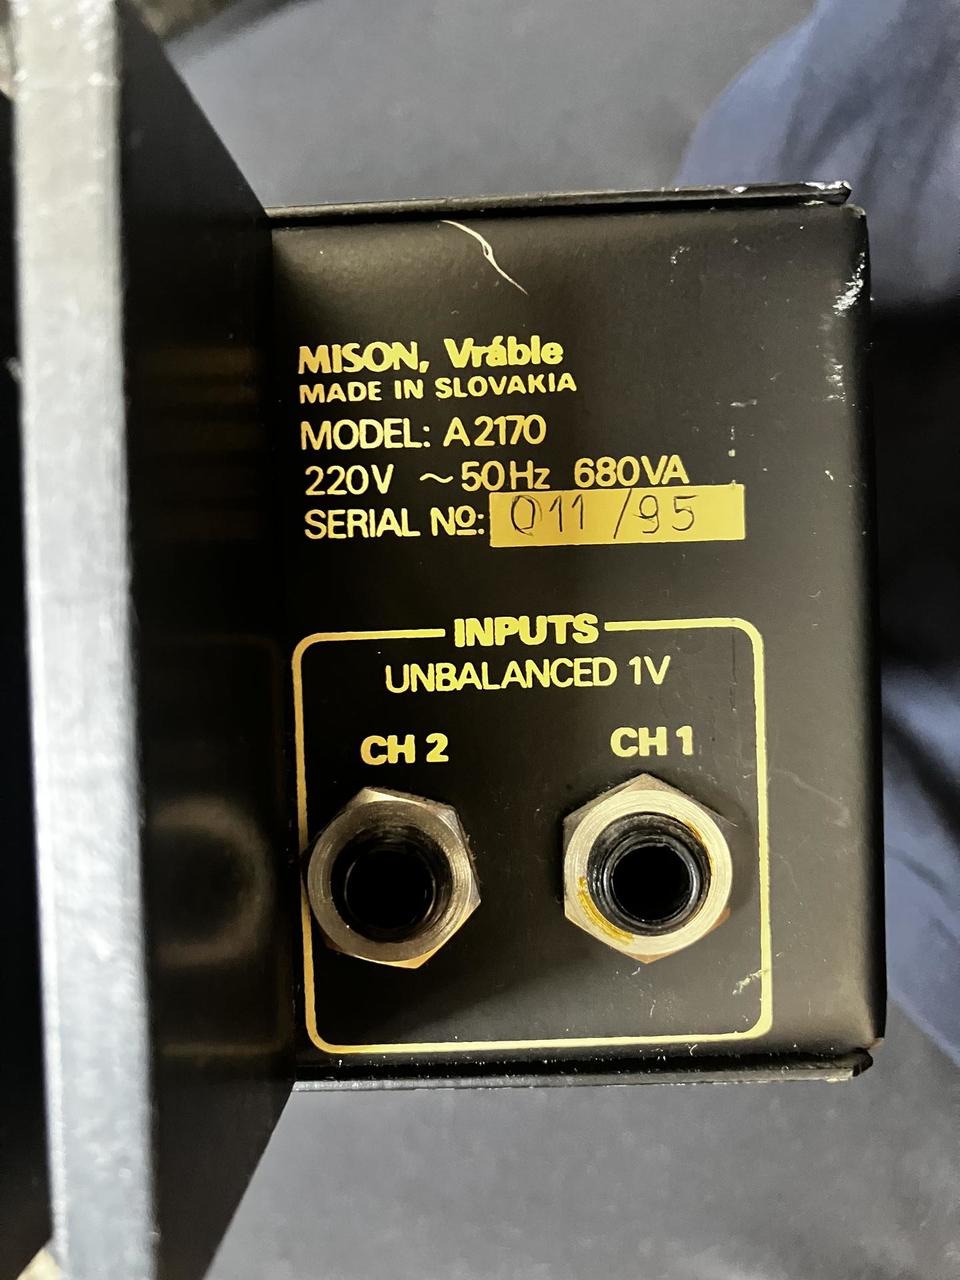 MISON, Vráble
MADE IN SLOVAKIA
MODEL: A2170
220V ~50Hz 680VA
SERIAL Nº: 011/95
INPUTS
UNBALANCED 1V
CH 2 CH 1